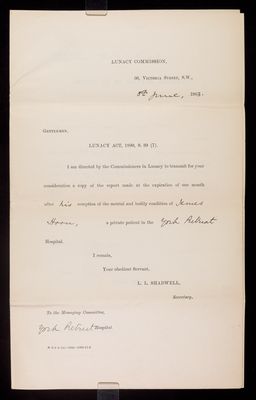 LUNACY COMMISSION,
66, VICTORIA STREET, S.W.,
8th June,
GENTLEMEN,
LUNACY ACT, 1890, S. 39 (7).
I am directed by the Commissioners in Lunacy to transmit for your
consideration a copy of the report made at the expiration of one month
after his reception of the mental and bodily condition of James
a private patient in the York Retreat
Hospital.
I remain,
Your obedient Servant,
L. L. SHADWELL,
Secretary.
To the Managing Committee,
York Retreat Hospital.